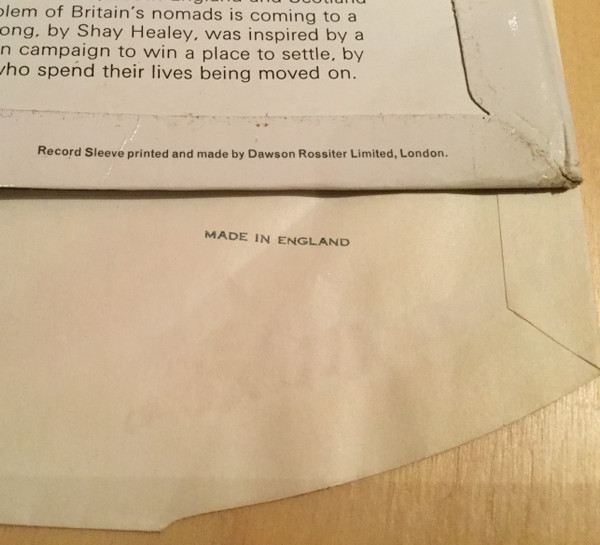 blem of Britain's nomads is coming to a
ong, by Shay Healey, was inspired by a
n campaign to win a place to settle, by
who spend their lives being moved on.
Record Sleeve printed and made by Dawson Rossiter Limited, London.
MADE IN ENGLAND